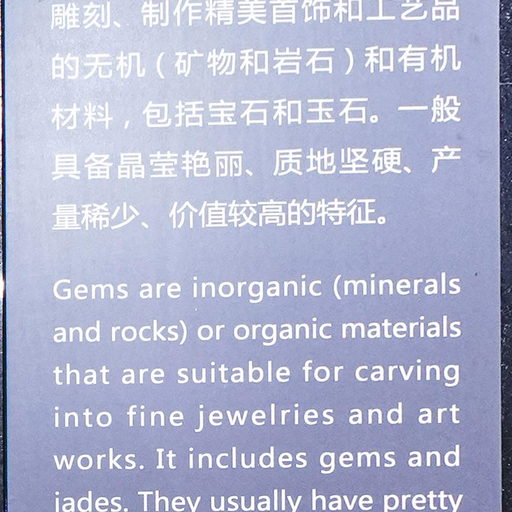 雕刻、制作精美首饰和工艺品
的无机（矿物和岩石）和有机
材料，包括宝石和玉石。一般
具备晶莹艳丽、质地坚硬、产
量稀少、价值较高的特征。
Gems are inorganic (minerals
and rocks) or organic materials
that are suitable for carving
into fine jewelries and art
works. It includes gems and
jades. They usually have pretty